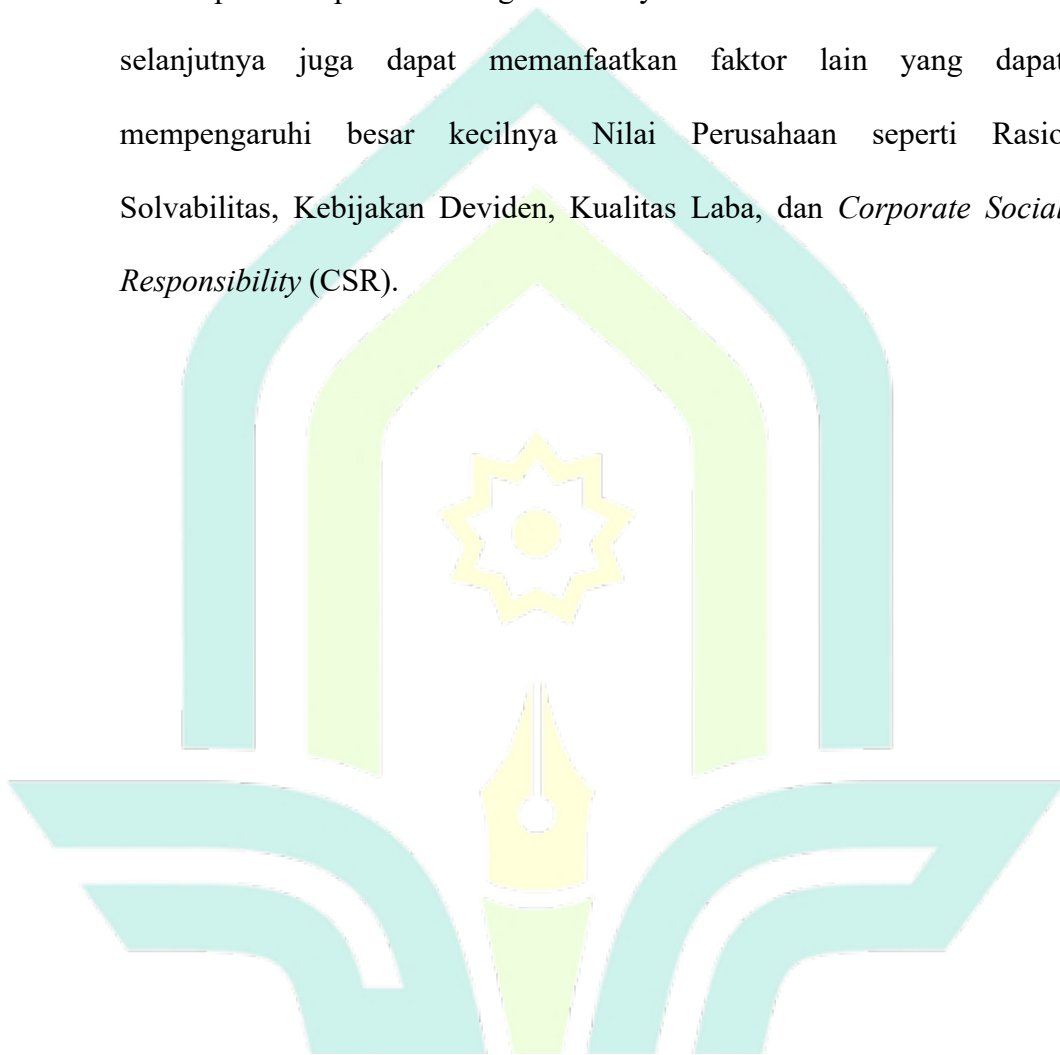 selanjutnya juga dapat memanfaatkan faktor lain yang dapat
mempengaruhi besar kecilnya Nilai Perusahaan seperti Rasio
Solvabilitas, Kebijakan Deviden, Kualitas Laba, dan Corporate Social
Responsibility (CSR).